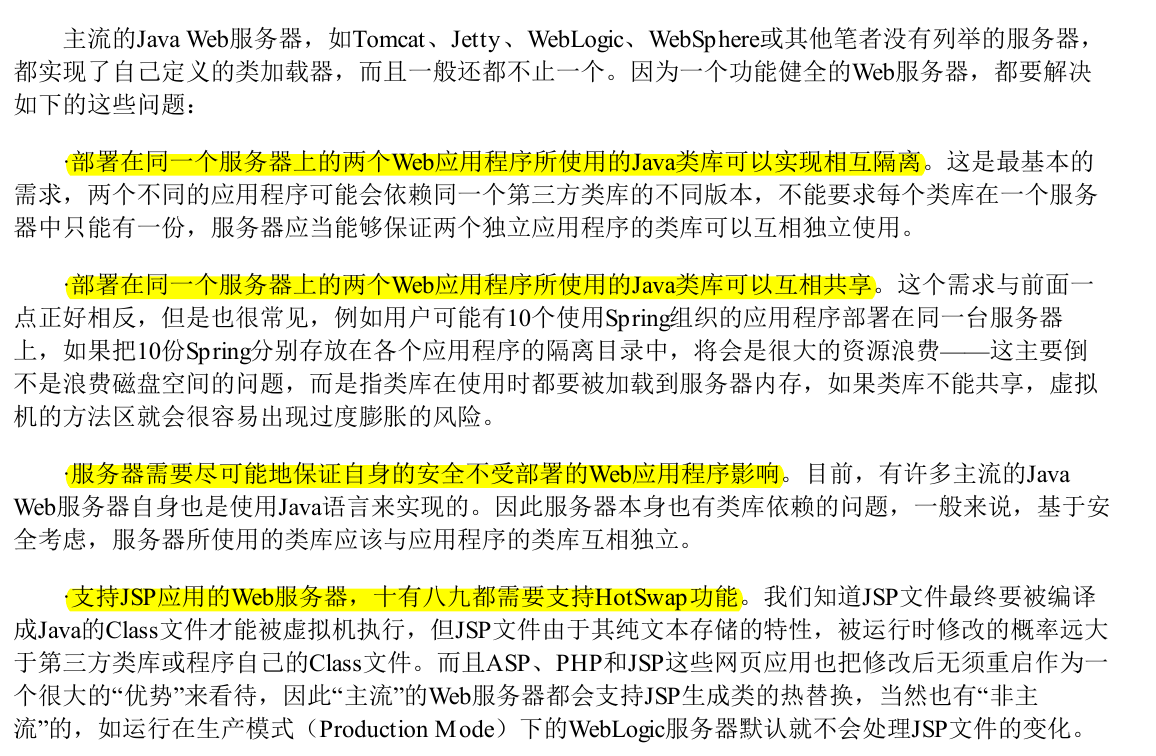 主流的Java Web服务器，如Tomcat、Jetty、WebLogic、WebSphere或其他笔者没有列举的服务器，
都实现了自己定义的类加载器，而且一般还都不止一个。因为一个功能健全的Web服务器，都要解决
如下的这些问题：
·部署在同一个服务器上的两个Web应用程序所使用的Java类库可以实现相互隔离。这是最基本的
需求，两个不同的应用程序可能会依赖同一个第三方类库的不同版本，不能要求每个类库在一个服务
器中只能有一份，服务器应当能够保证两个独立应用程序的类库可以互相独立使用。
·部署在同一个服务器上的两个Web应用程序所使用的Java类库可以互相共享。这个需求与前面一
点正好相反，但是也很常见，例如用户可能有10个使用Spring组织的应用程序部署在同一台服务器
上，如果把10份Spring分别存放在各个应用程序的隔离目录中，将会是很大的资源浪费——这主要倒
不是浪费磁盘空间的问题，而是指类库在使用时都要被加载到服务器内存，如果类库不能共享，虚拟
机的方法区就会很容易出现过度膨胀的风险。
·服务器需要尽可能地保证自身的安全不受部署的Web应用程序影响。目前，有许多主流的Java
Web服务器自身也是使用Java语言来实现的。因此服务器本身也有类库依赖的问题，一般来说，基于安
全考虑，服务器所使用的类库应该与应用程序的类库互相独立。
·支持JSP应用的Web服务器，十有八九都需要支持HotSwap功能。我们知道JSP文件最终要被编译
成Java的Class文件才能被虚拟机执行，但JSP文件由于其纯文本存储的特性，被运行时修改的概率远大
于第三方类库或程序自己的Class文件。而且ASP、PHP和JSP这些网页应用也把修改后无须重启作为一
个很大的“优势”来看待，因此“主流”的Web服务器都会支持JSP生成类的热替换，当然也有“非主
流”的，如运行在生产模式（Production Mode）下的WebLogic服务器默认就不会处理JSP文件的变化。